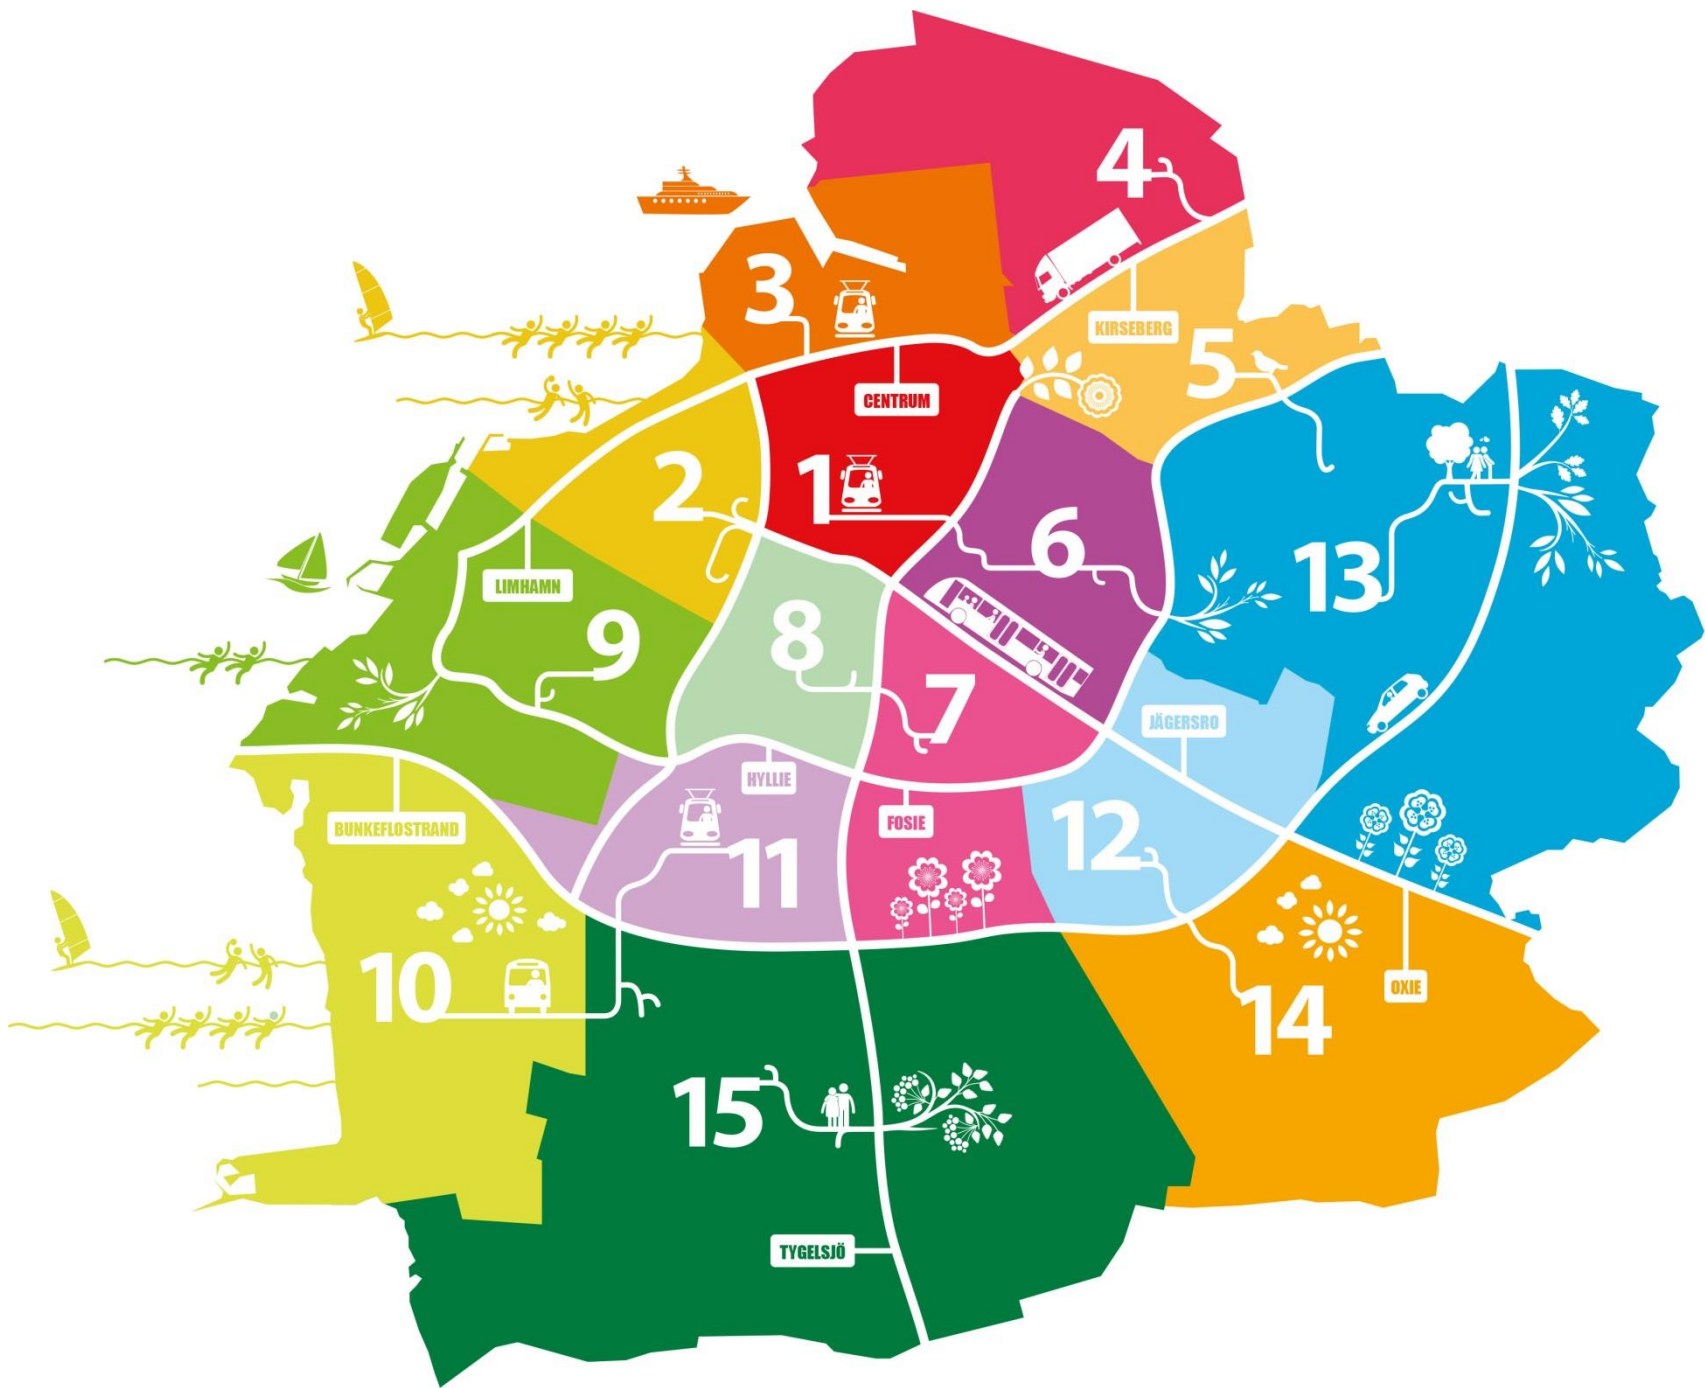 4
3
KIRSEBERG
5
CENTRUM
2
1
6
13
LIMHAMN
9
8
7
JÄGERSRO
HYLLIE
BUNKEFLOSTRAND
FOSIE
12
11
10
OXIE
14
15
TYGELSJÖ